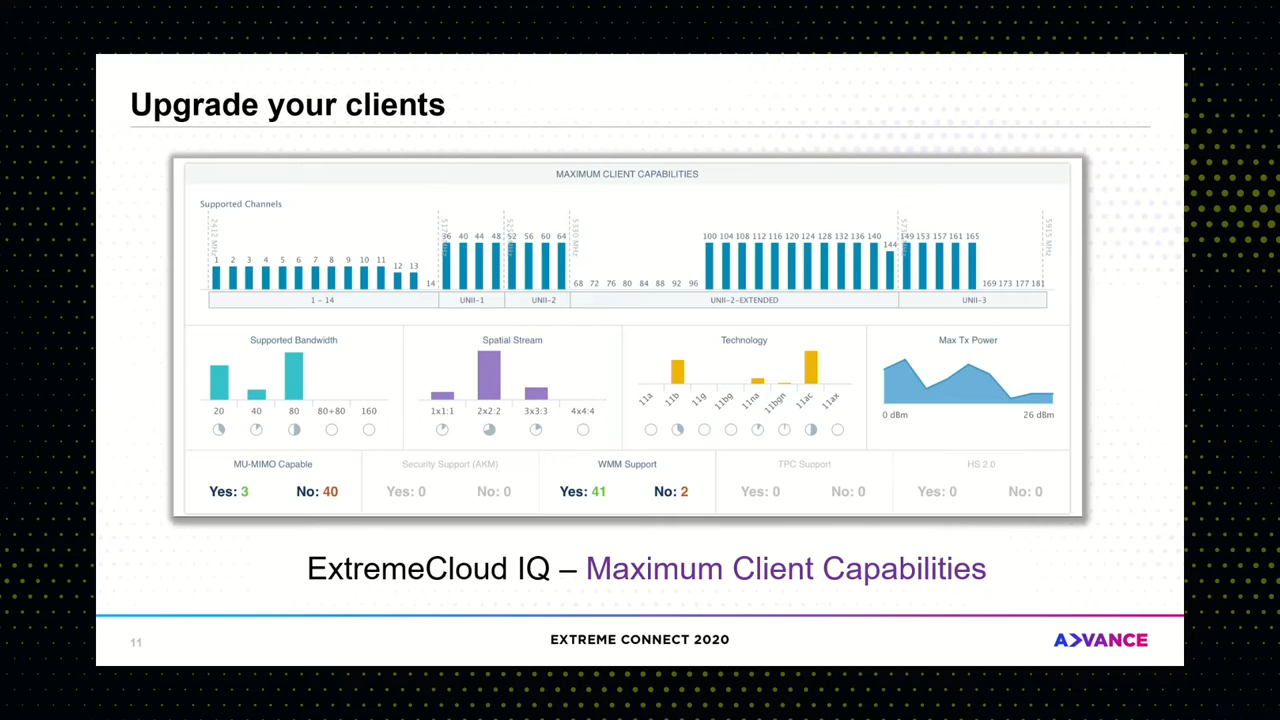 Upgrade your clients
MAXIMUM CLIENT CAPABILITIES
Supported Channels
2412 MHz
5330 MHz
5915 MHz
1 2 3 4 5 6 7 8 9 10 11 12 13 14 36 40 44 48 52 56 60 64 68 72 76 80 84 88 92 96 100 104 108 112 116 120 124 128 132 136 140 144 149 153 157 161 165 169 173 177 181
1 – 14 UNII-1 UNII-2 UNII-2-EXTENDED UNII-3
Supported Bandwidth Spatial Stream Technology Max Tx Power
20 40 80 80+80 160
1x1:1 2x2:2 3x3:3 4x4:4
11a 11b 11g 11bg 11na 11bgn 11ac 11ax
0 dBm 26 dBm
MU-MIMO Capable Security Support (AKM) WMM Support TPC Support HS 2.0
Yes: 3 No: 40 Yes: 0 No: 0 Yes: 41 No: 2 Yes: 0 No: 0 Yes: 0 No: 0
ExtremeCloud IQ – Maximum Client Capabilities
11 EXTREME CONNECT 2020 ADVANCE